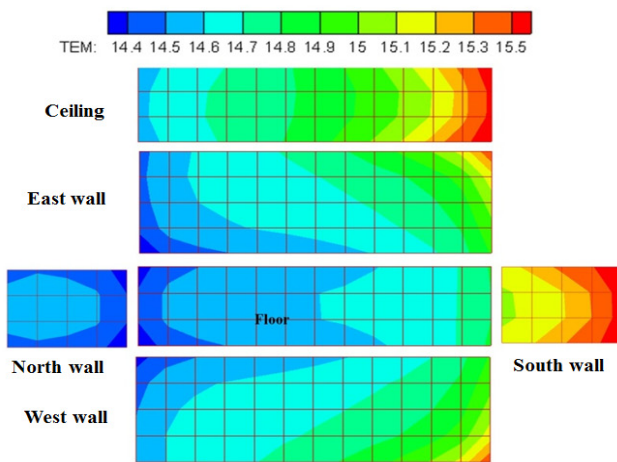 TEM: 14.4 14.5 14.6 14.7 14.8 14.9 15 15.1 15.2 15.3 15.5
Ceiling
East wall
Floor
North wall
South wall
West wall